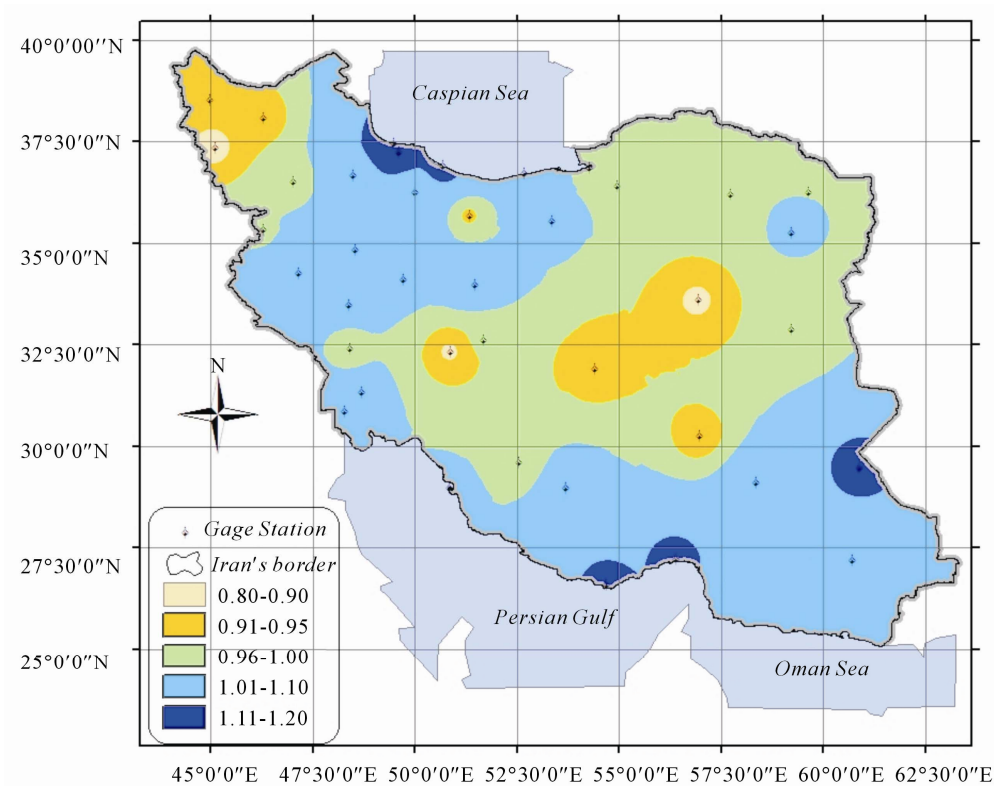 40°0′00″N
37°30′0″N
35°0′0″N
32°30′0″N
30°0′0″N
27°30′0″N
25°0′0″N
Caspian Sea
N
Persian Gulf
Oman Sea
Gage Station
Iran's border
0.80-0.90
0.91-0.95
0.96-1.00
1.01-1.10
1.11-1.20
45°0′0″E 47°30′0″E 50°0′0″E 52°30′0″E 55°0′0″E 57°30′0″E 60°0′0″E 62°30′0″E